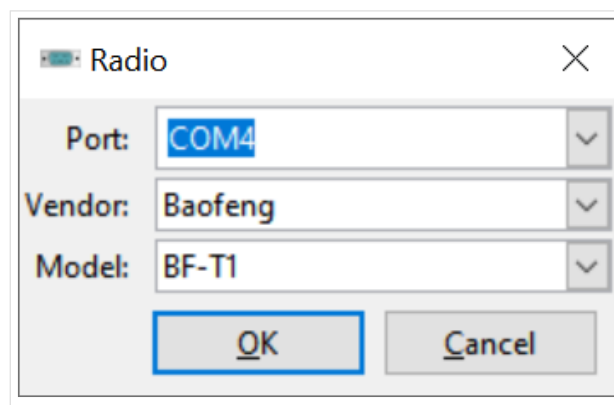 Radio
Port: COM4
Vendor: Baofeng
Model: BF-T1
OK Cancel